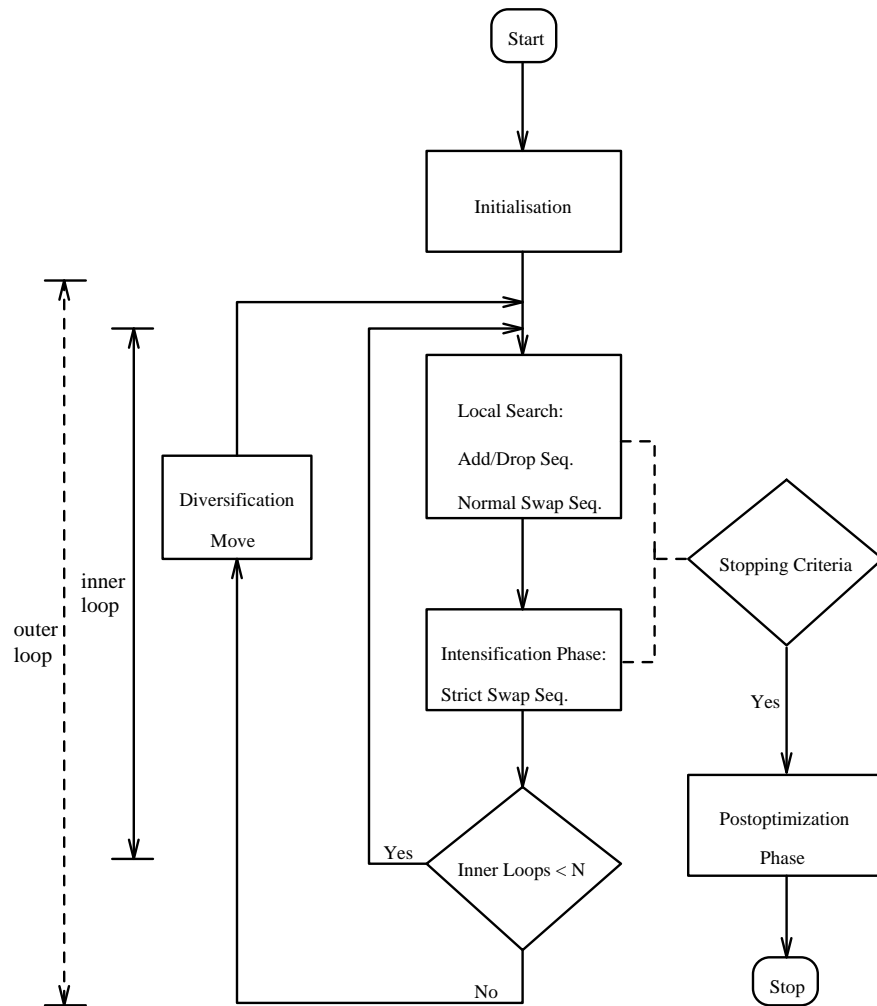 Start
Initialisation
Local Search:
Add/Drop Seq.
Normal Swap Seq.
Diversification
Move
Stopping Criteria
inner
loop
outer
loop
Intensification Phase:
Strict Swap Seq.
Yes
Postoptimization
Phase
Yes
Inner Loops < N
No
Stop